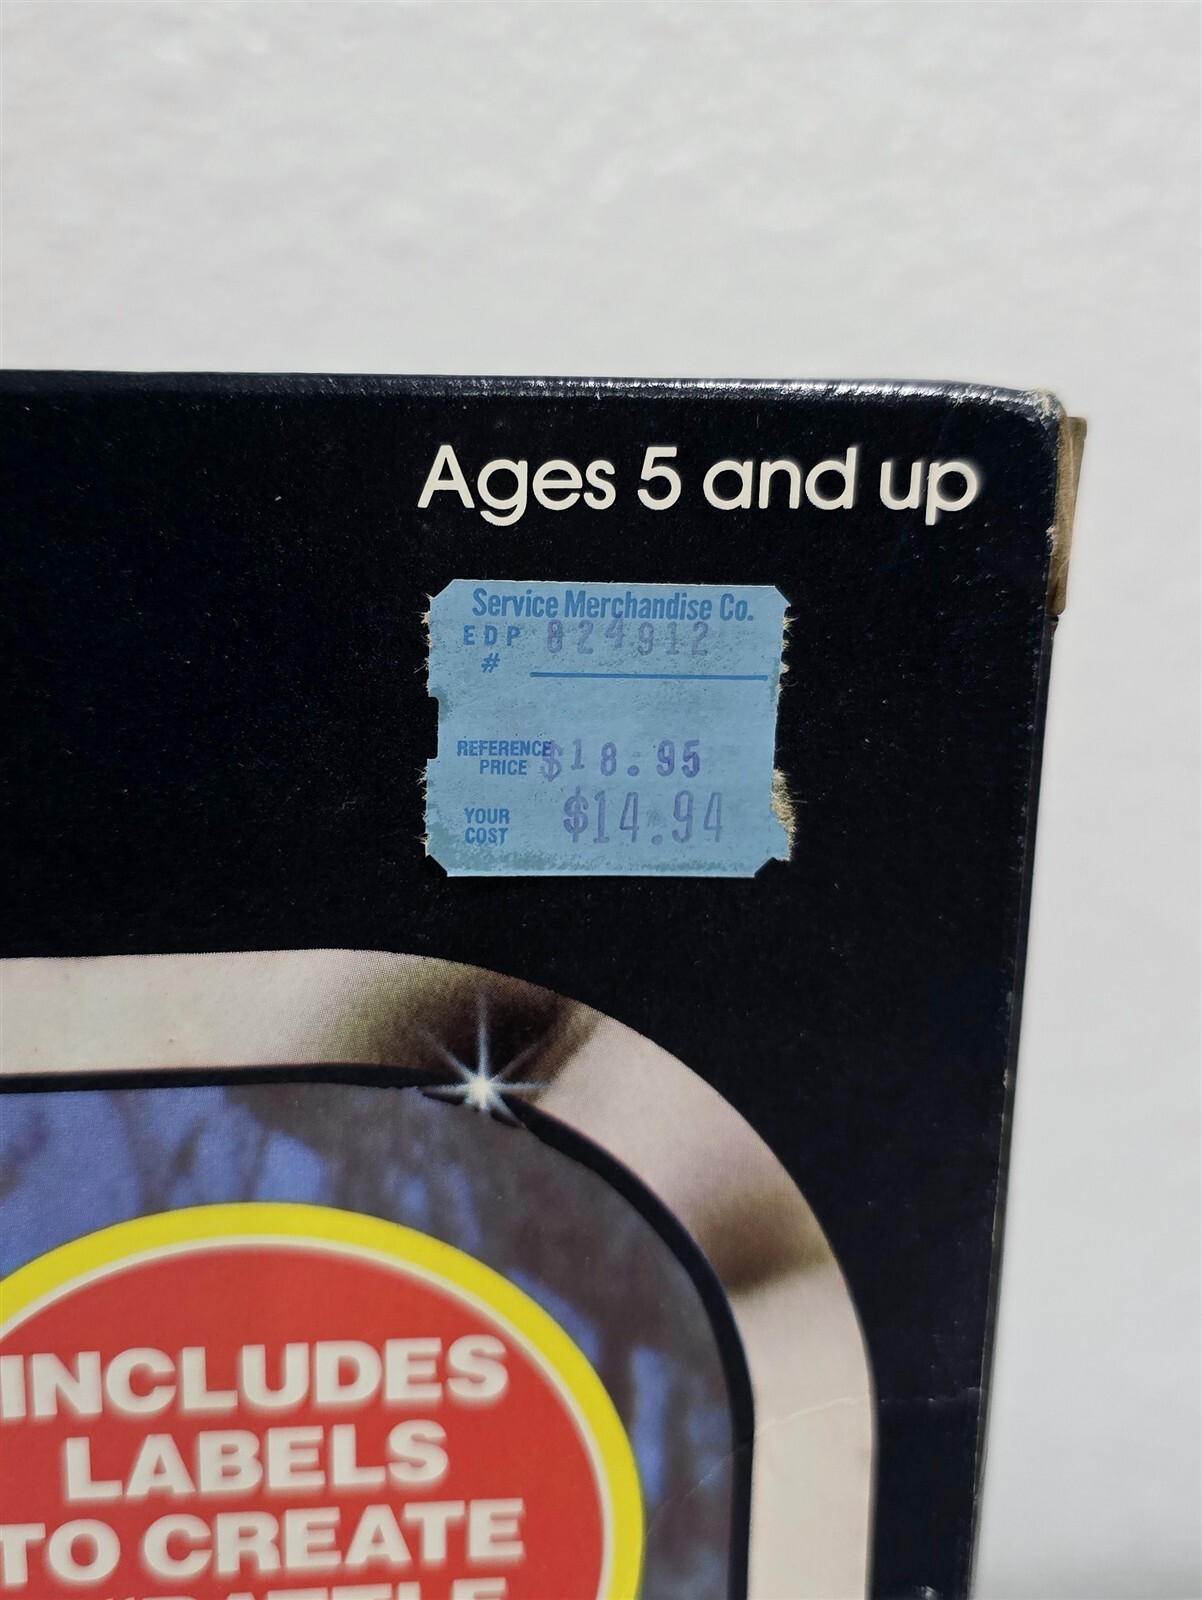 Ages 5 and up
Service Merchandise Co.
EDP 824912
#
REFERENCE
PRICE $18.95
YOUR
COST $14.94
INCLUDES
LABELS
TO CREATE
"BATTLE